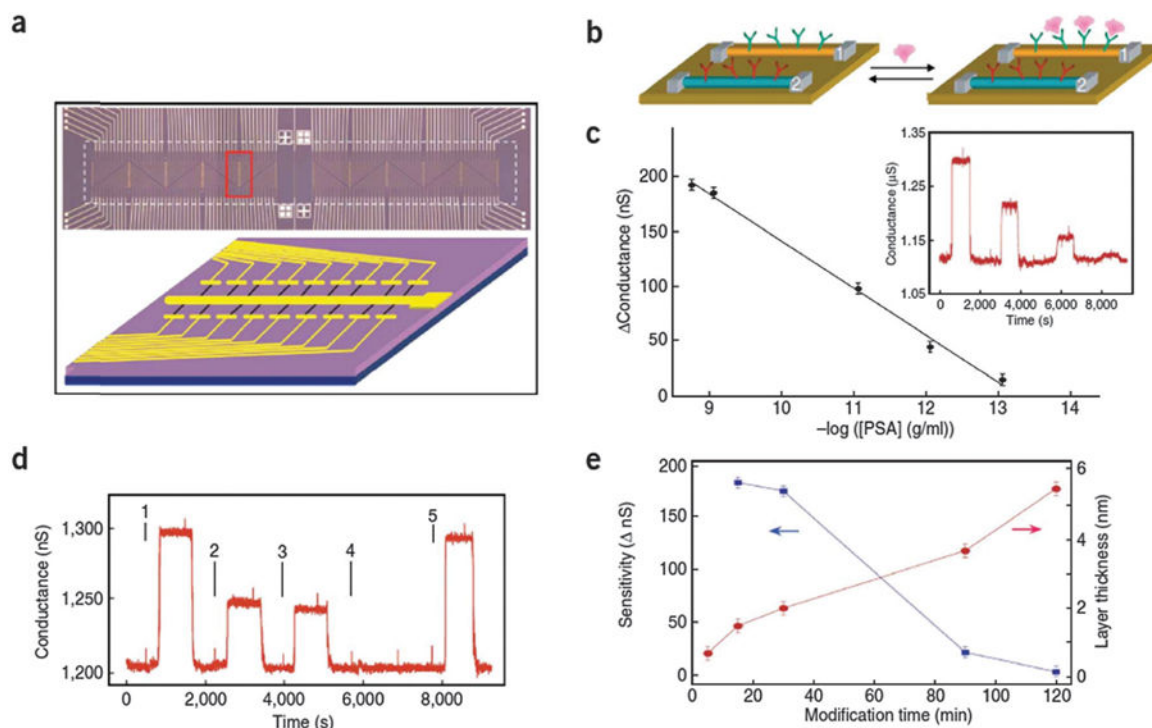 a
b
1
2
1
2
c
ΔConductance (nS)
200
150
100
50
0
9 10 11 12 13 14
–log ([PSA] (g/ml))
Conductance (µS)
1.35
1.25
1.15
1.05
0 2,000 4,000 6,000 8,000
Time (s)
d
Conductance (nS)
1,300
1,250
1,200
1 2 3 4 5
0 2,000 4,000 6,000 8,000
Time (s)
e
Sensitivity (Δ nS)
200
150
100
50
0
Layer thickness (nm)
6
4
2
0
0 20 40 60 80 100 120
Modification time (min)